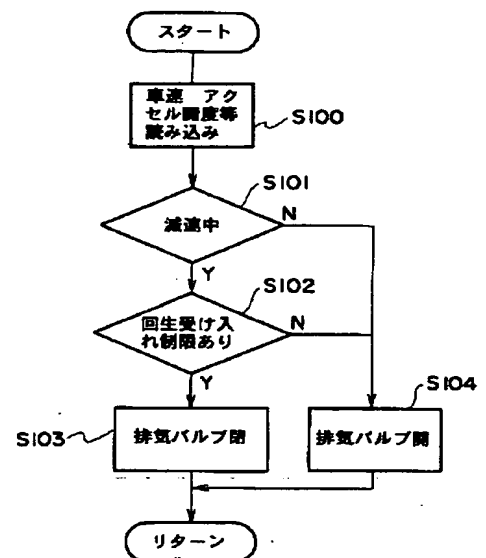 スタート
車速 アク
セル開度等
読み込み
S100
S101
減速中
N
Y
S102
回生受け入
れ制限あり
N
Y
S103
排気バルブ閉
S104
排気バルブ開
リターン